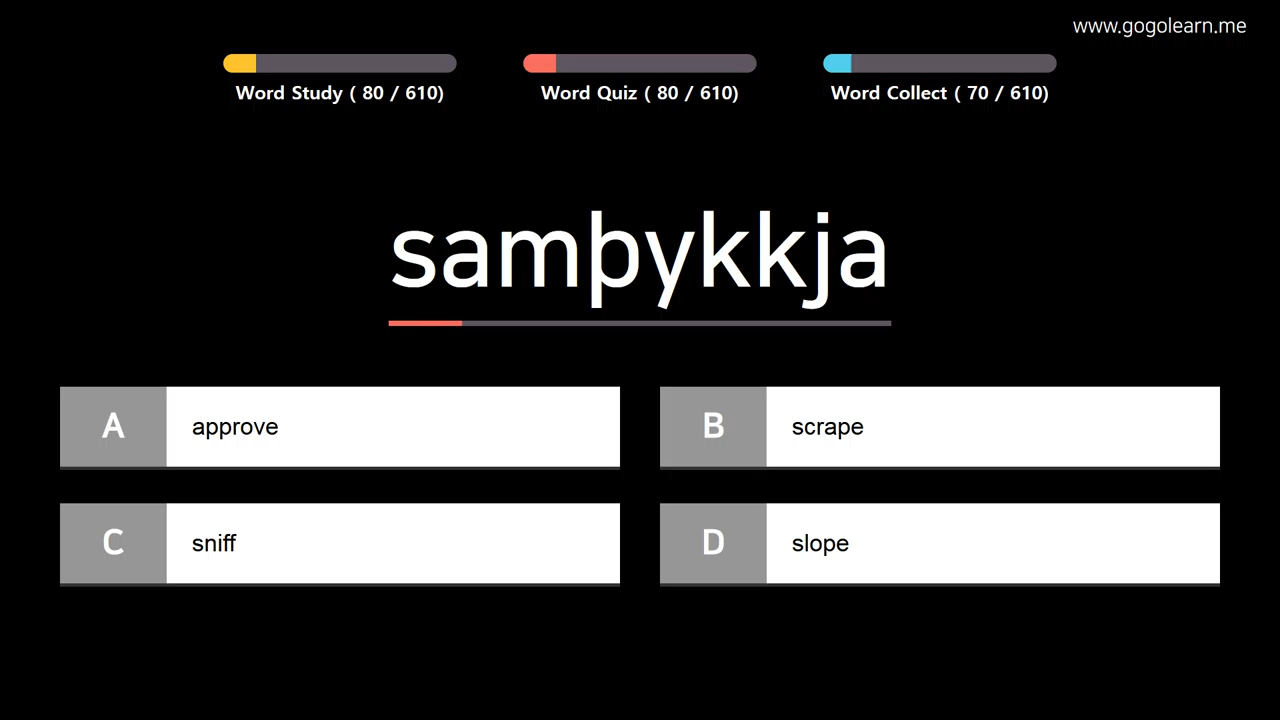 www.gogolearn.me
Word Study ( 80 / 610)
Word Quiz ( 80 / 610)
Word Collect ( 70 / 610)
samþykkja
A approve
B scrape
C sniff
D slope